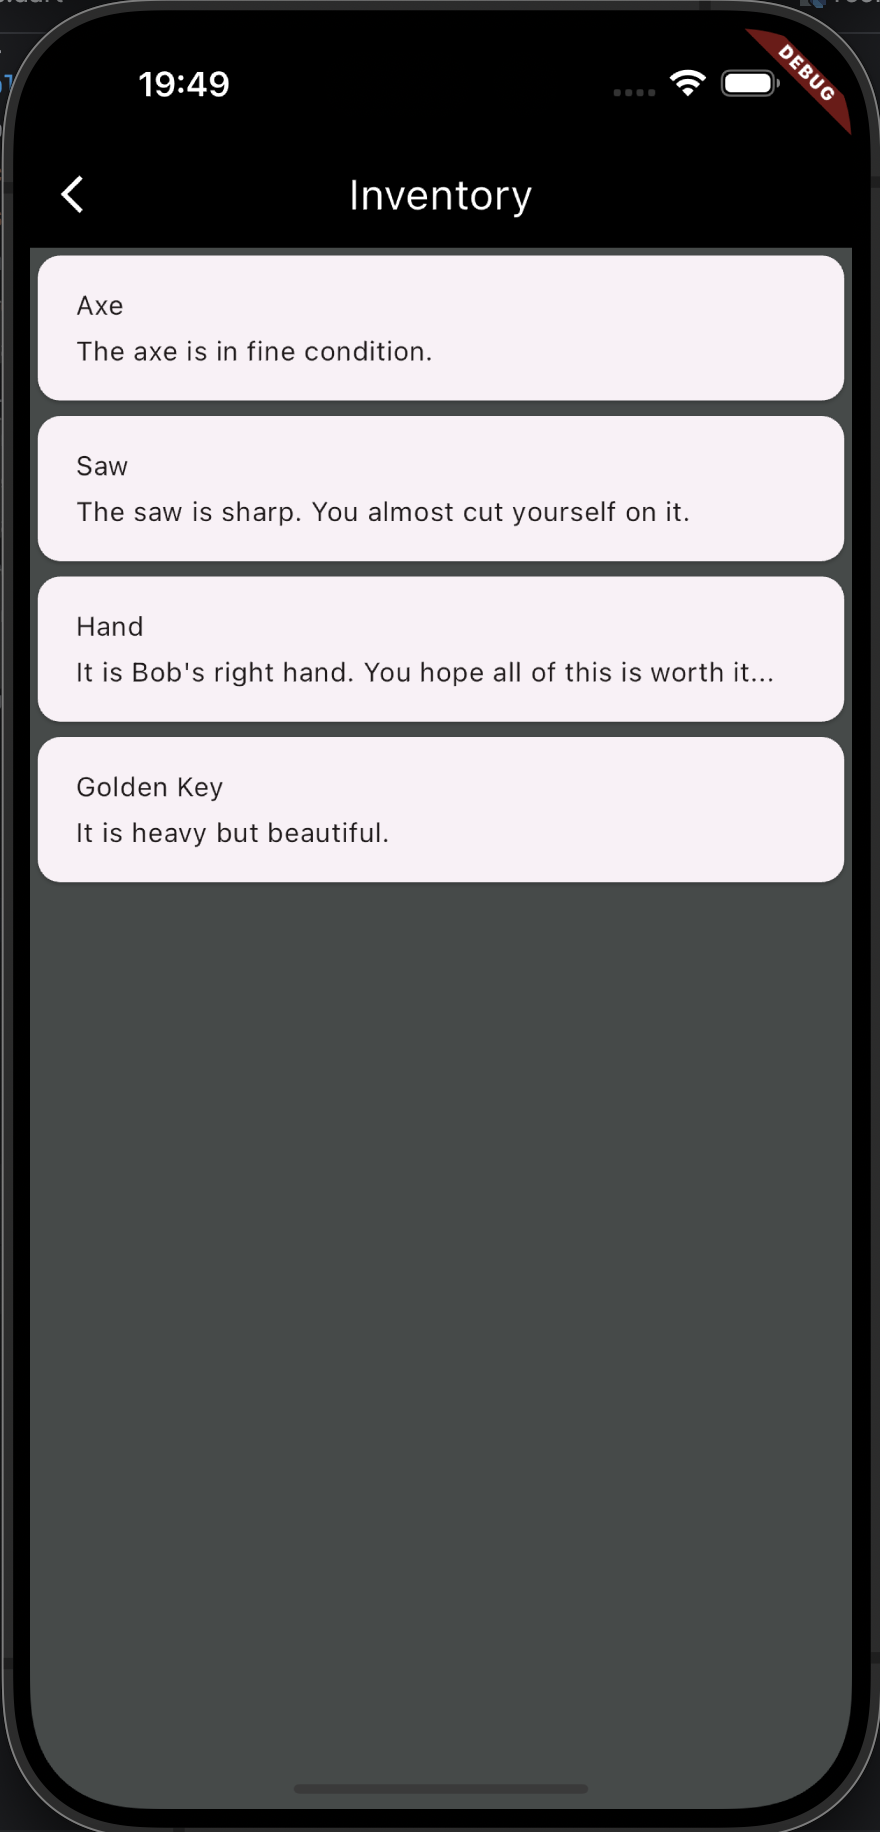 19:49
DEBUG
Inventory
Axe
The axe is in fine condition.
Saw
The saw is sharp. You almost cut yourself on it.
Hand
It is Bob's right hand. You hope all of this is worth it...
Golden Key
It is heavy but beautiful.